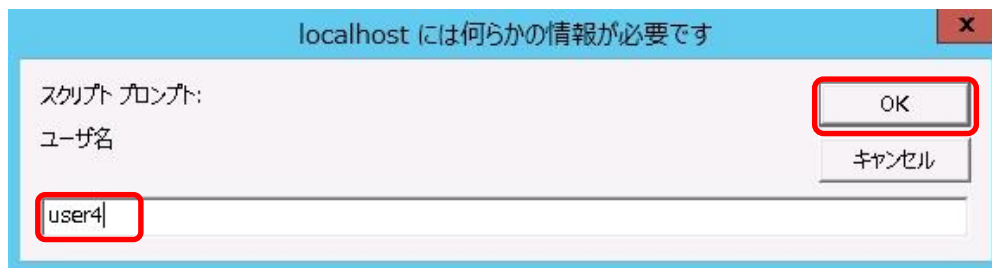 localhost には何らかの情報が必要です
x
スクリプト プロンプト:
OK
ユーザ名
キャンセル
user4